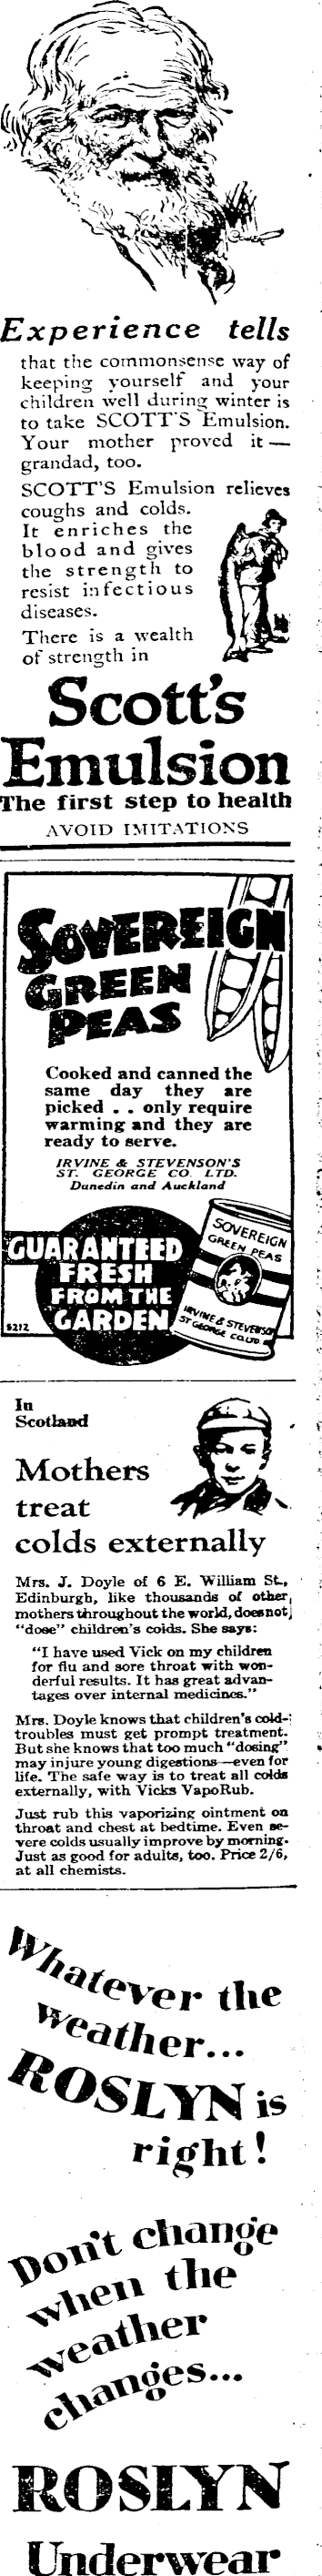 Experience tells
that the commonsense way of
keeping yourself and your
children well during winter is
to take SCOTT'S Emulsion.
Your mother proved it —
grandad, too.
SCOTT'S Emulsion relieves
coughs and colds.
It enriches the
blood and gives
the strength to
resist infectious
diseases.
There is a wealth
of strength in
Scott's
Emulsion
The first step to health
AVOID IMITATIONS
SOVEREIGN
GREEN
PEAS
Cooked and canned the
same day they are
picked . . only require
warming and they are
ready to serve.
IRVINE & STEVENSON'S
ST. GEORGE CO. LTD.
Dunedin and Auckland
GUARANTEED
FRESH
FROM THE
GARDEN
S212
SOVEREIGN
GREEN PEAS
IRVINE & STEVENSON
ST GEORGE CO. LTD
In
Scotland
Mothers
treat
colds externally
Mrs. J. Doyle of 6 E. William St.,
Edinburgh, like thousands of other
mothers throughout the world, does not
"dose" children's colds. She says:
"I have used Vick on my children
for flu and sore throat with won-
derful results. It has great advan-
tages over internal medicines."
Mrs. Doyle knows that children's cold-
troubles must get prompt treatment.
But she knows that too much "dosing"
may injure young digestions—even for
life. The safe way is to treat all colds
externally, with Vicks VapoRub.
Just rub this vaporizing ointment on
throat and chest at bedtime. Even se-
vere colds usually improve by morning.
Just as good for adults, too. Price 2/6,
at all chemists.
Whatever the
weather...
ROSLYN is
right!
Don't change
when the
weather
changes...
ROSLYN
Underwear